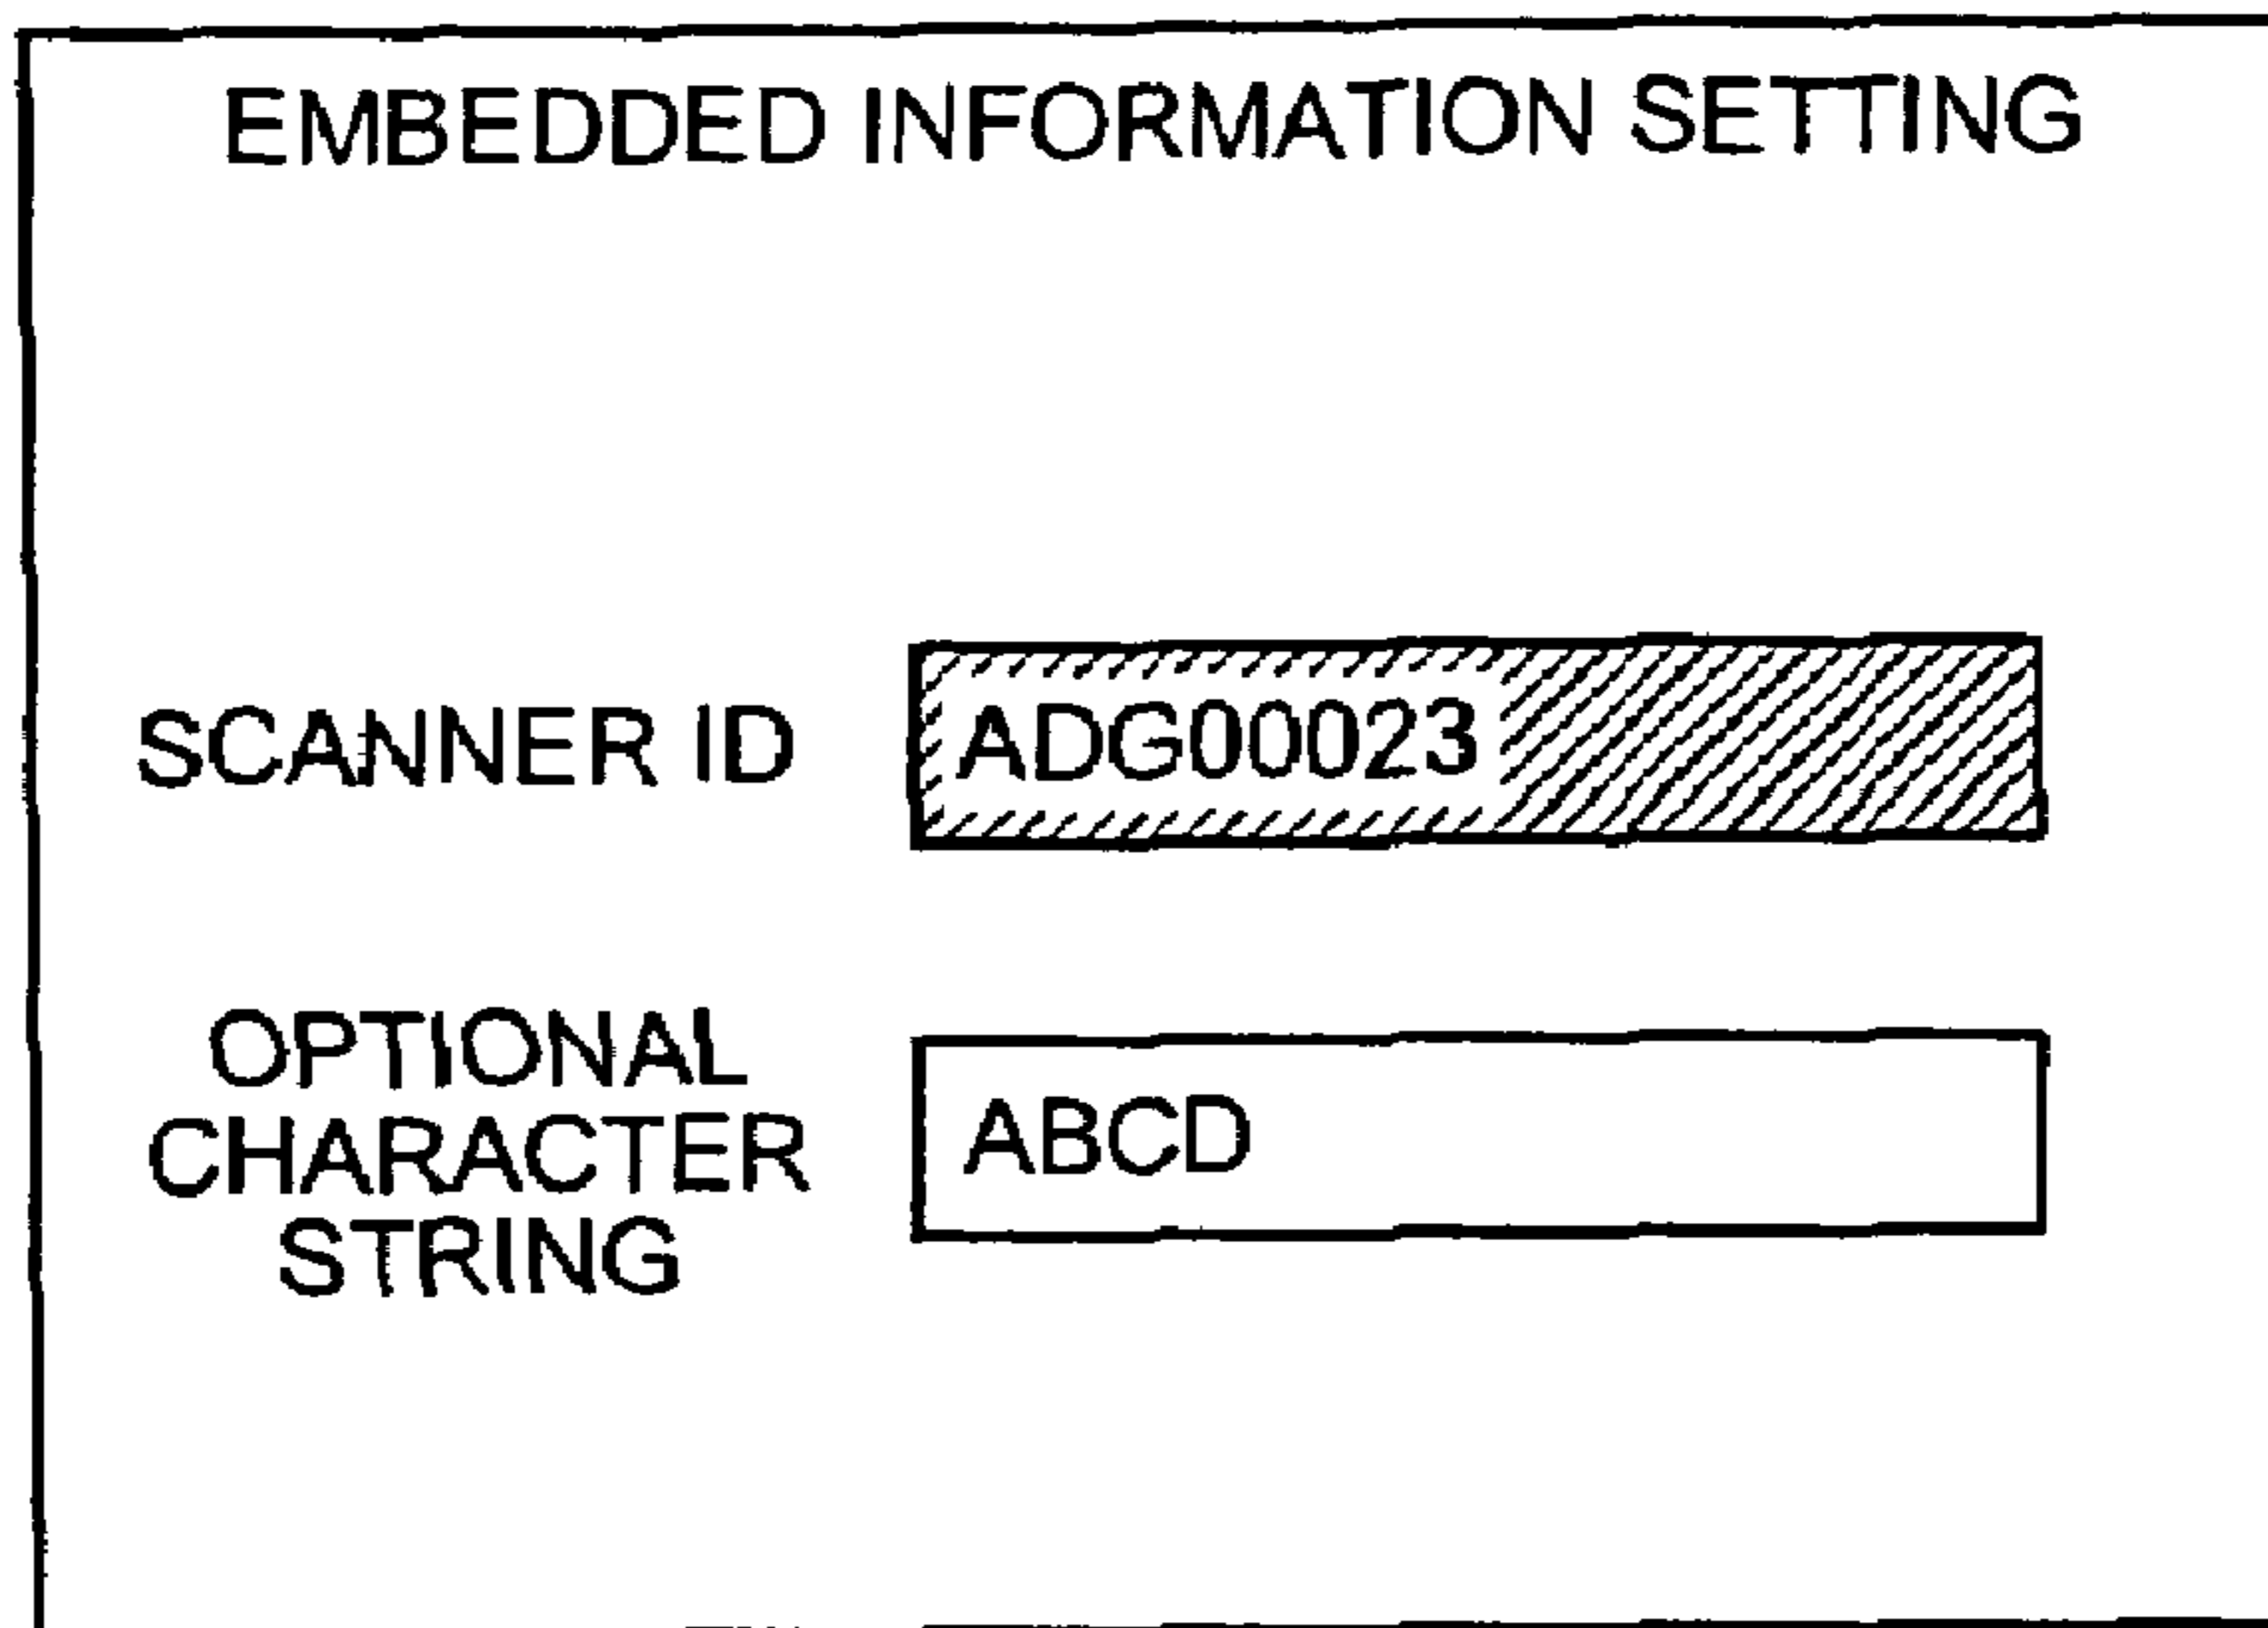 EMBEDDED INFORMATION SETTING
SCANNER ID
ADG00023
OPTIONAL
CHARACTER
STRING
ABCD